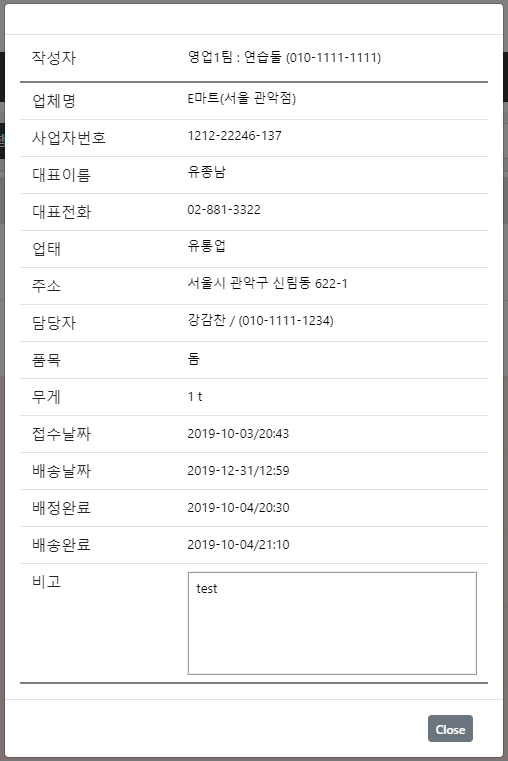 작성자 영업1팀 : 연습둘 (010-1111-1111)
업체명 E마트(서울 관악점)
사업자번호 1212-22246-137
대표이름 유종남
대표전화 02-881-3322
업태 유통업
주소 서울시 관악구 신림동 622-1
담당자 강감찬 / (010-1111-1234)
품목 돔
무게 1 t
접수날짜 2019-10-03/20:43
배송날짜 2019-12-31/12:59
배정완료 2019-10-04/20:30
배송완료 2019-10-04/21:10
비고 test
Close